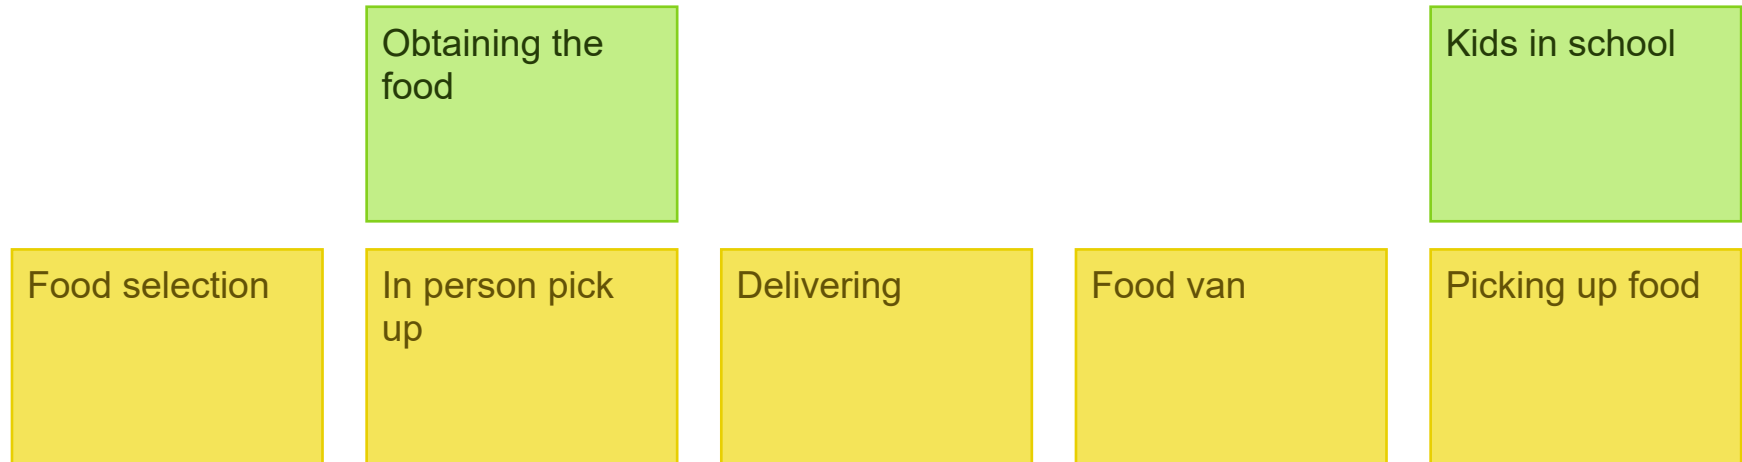 Obtaining the
food
Kids in school
Food selection
In person pick
up
Delivering
Food van
Picking up food